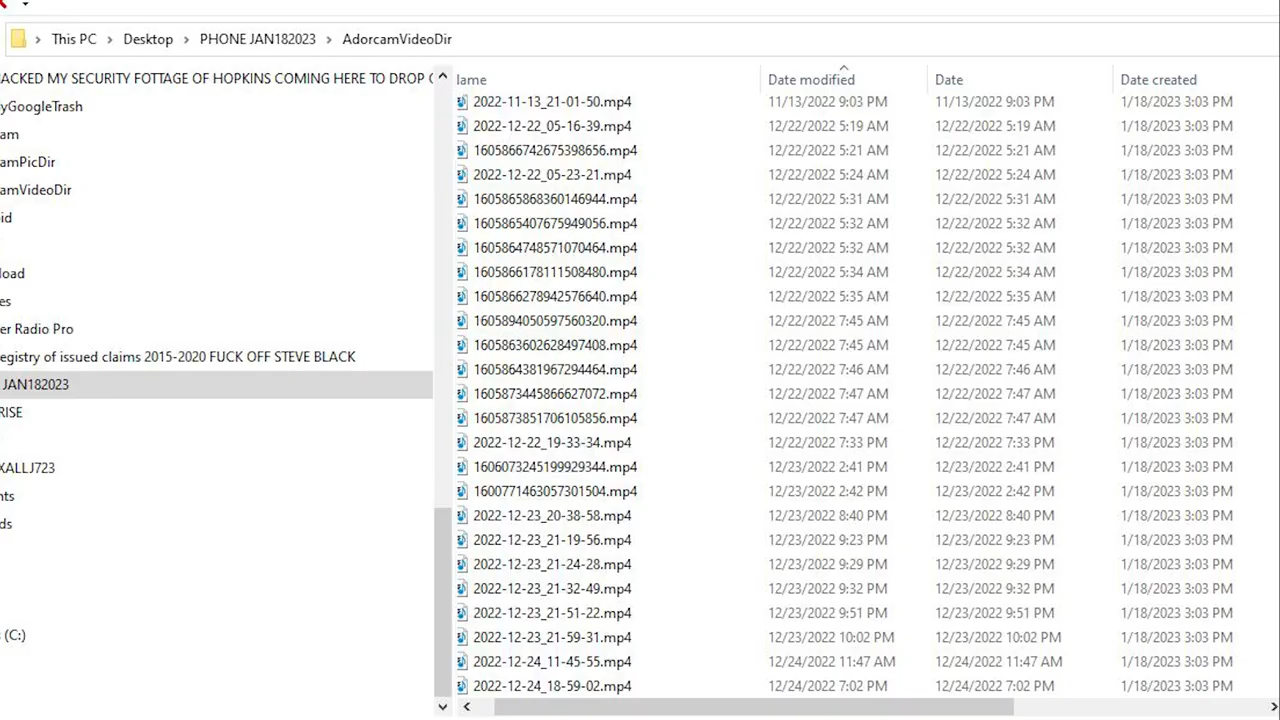 This PC > Desktop > PHONE JAN182023 > AdorcamVideoDir
ACKED MY SECURITY FOTTAGE OF HOPKINS COMING HERE TO DROP
yGoogleTrash
am
amPicDir
amVideoDir
id
load
es
er Radio Pro
egistry of issued claims 2015-2020 FUCK OFF STEVE BLACK
JAN182023
RISE
XALLJ723
nts
ds
(C:)
lame Date modified Date Date created
2022-11-13_21-01-50.mp4 11/13/2022 9:03 PM 11/13/2022 9:03 PM 1/18/2023 3:03 PM
2022-12-22_05-16-39.mp4 12/22/2022 5:19 AM 12/22/2022 5:19 AM 1/18/2023 3:03 PM
1605866742675398656.mp4 12/22/2022 5:21 AM 12/22/2022 5:21 AM 1/18/2023 3:03 PM
2022-12-22_05-23-21.mp4 12/22/2022 5:24 AM 12/22/2022 5:24 AM 1/18/2023 3:03 PM
1605865868360146944.mp4 12/22/2022 5:31 AM 12/22/2022 5:31 AM 1/18/2023 3:03 PM
1605865407675949056.mp4 12/22/2022 5:32 AM 12/22/2022 5:32 AM 1/18/2023 3:03 PM
1605864748571070464.mp4 12/22/2022 5:32 AM 12/22/2022 5:32 AM 1/18/2023 3:03 PM
1605866178111508480.mp4 12/22/2022 5:34 AM 12/22/2022 5:34 AM 1/18/2023 3:03 PM
1605866278942576640.mp4 12/22/2022 5:35 AM 12/22/2022 5:35 AM 1/18/2023 3:03 PM
1605894050597560320.mp4 12/22/2022 7:45 AM 12/22/2022 7:45 AM 1/18/2023 3:03 PM
1605863602628497408.mp4 12/22/2022 7:45 AM 12/22/2022 7:45 AM 1/18/2023 3:03 PM
1605864381967294464.mp4 12/22/2022 7:46 AM 12/22/2022 7:46 AM 1/18/2023 3:03 PM
1605873445866627072.mp4 12/22/2022 7:47 AM 12/22/2022 7:47 AM 1/18/2023 3:03 PM
1605873851706105856.mp4 12/22/2022 7:47 AM 12/22/2022 7:47 AM 1/18/2023 3:03 PM
2022-12-22_19-33-34.mp4 12/22/2022 7:33 PM 12/22/2022 7:33 PM 1/18/2023 3:03 PM
1606073245199929344.mp4 12/23/2022 2:41 PM 12/23/2022 2:41 PM 1/18/2023 3:03 PM
1600771463057301504.mp4 12/23/2022 2:42 PM 12/23/2022 2:42 PM 1/18/2023 3:03 PM
2022-12-23_20-38-58.mp4 12/23/2022 8:40 PM 12/23/2022 8:40 PM 1/18/2023 3:03 PM
2022-12-23_21-19-56.mp4 12/23/2022 9:23 PM 12/23/2022 9:23 PM 1/18/2023 3:03 PM
2022-12-23_21-24-28.mp4 12/23/2022 9:29 PM 12/23/2022 9:29 PM 1/18/2023 3:03 PM
2022-12-23_21-32-49.mp4 12/23/2022 9:32 PM 12/23/2022 9:32 PM 1/18/2023 3:03 PM
2022-12-23_21-51-22.mp4 12/23/2022 9:51 PM 12/23/2022 9:51 PM 1/18/2023 3:03 PM
2022-12-23_21-59-31.mp4 12/23/2022 10:02 PM 12/23/2022 10:02 PM 1/18/2023 3:03 PM
2022-12-24_11-45-55.mp4 12/24/2022 11:47 AM 12/24/2022 11:47 AM 1/18/2023 3:03 PM
2022-12-24_18-59-02.mp4 12/24/2022 7:02 PM 12/24/2022 7:02 PM 1/18/2023 3:03 PM